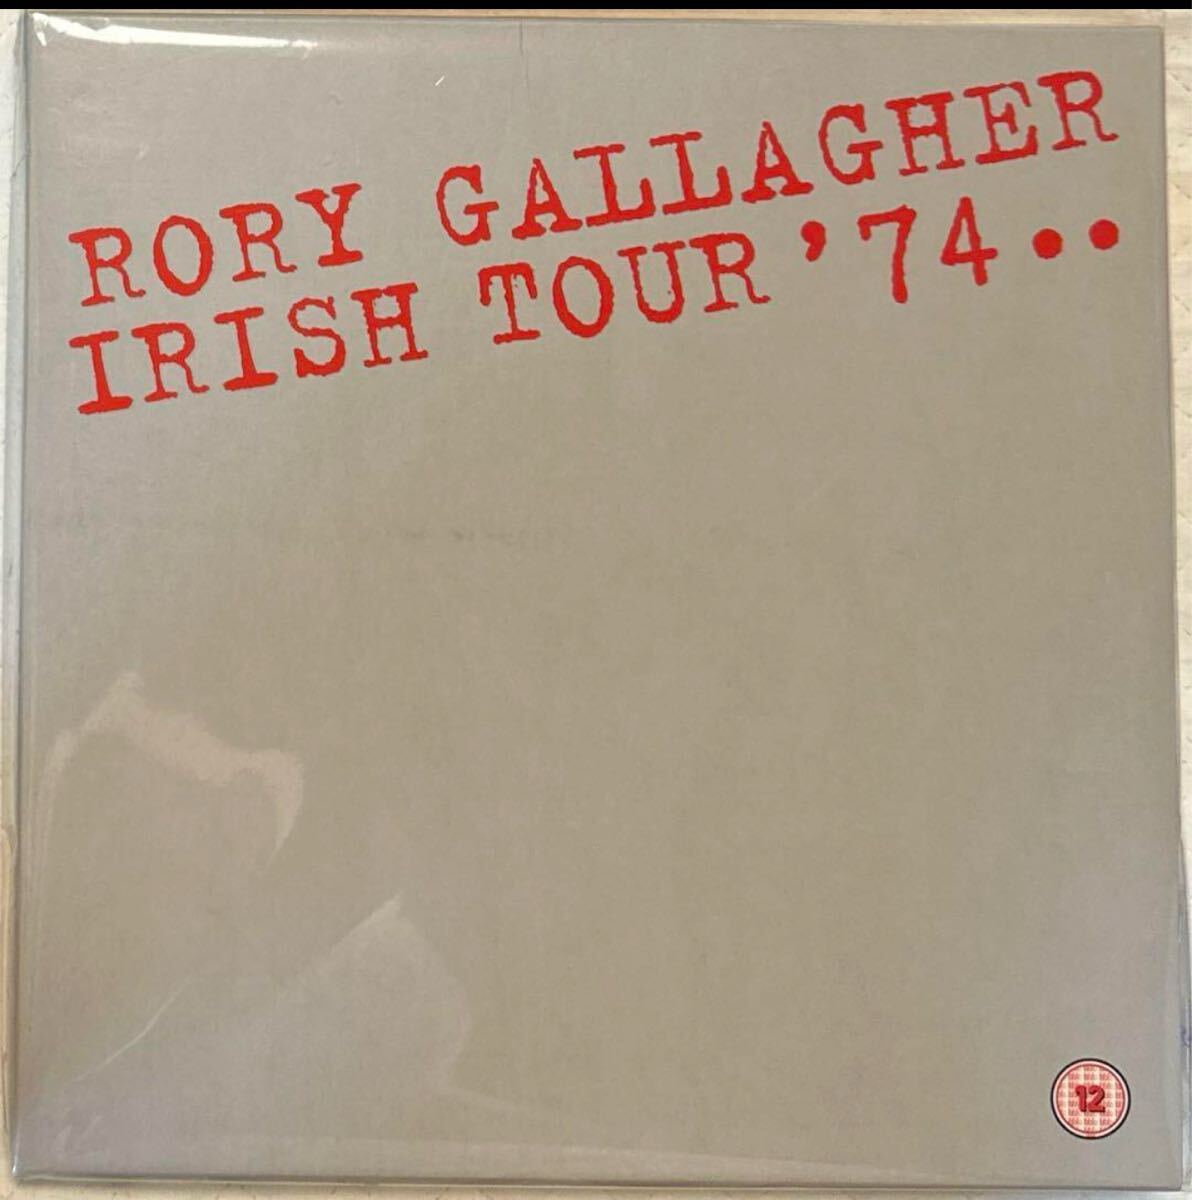 RORY GALLAGHER
IRISH TOUR '74..
12